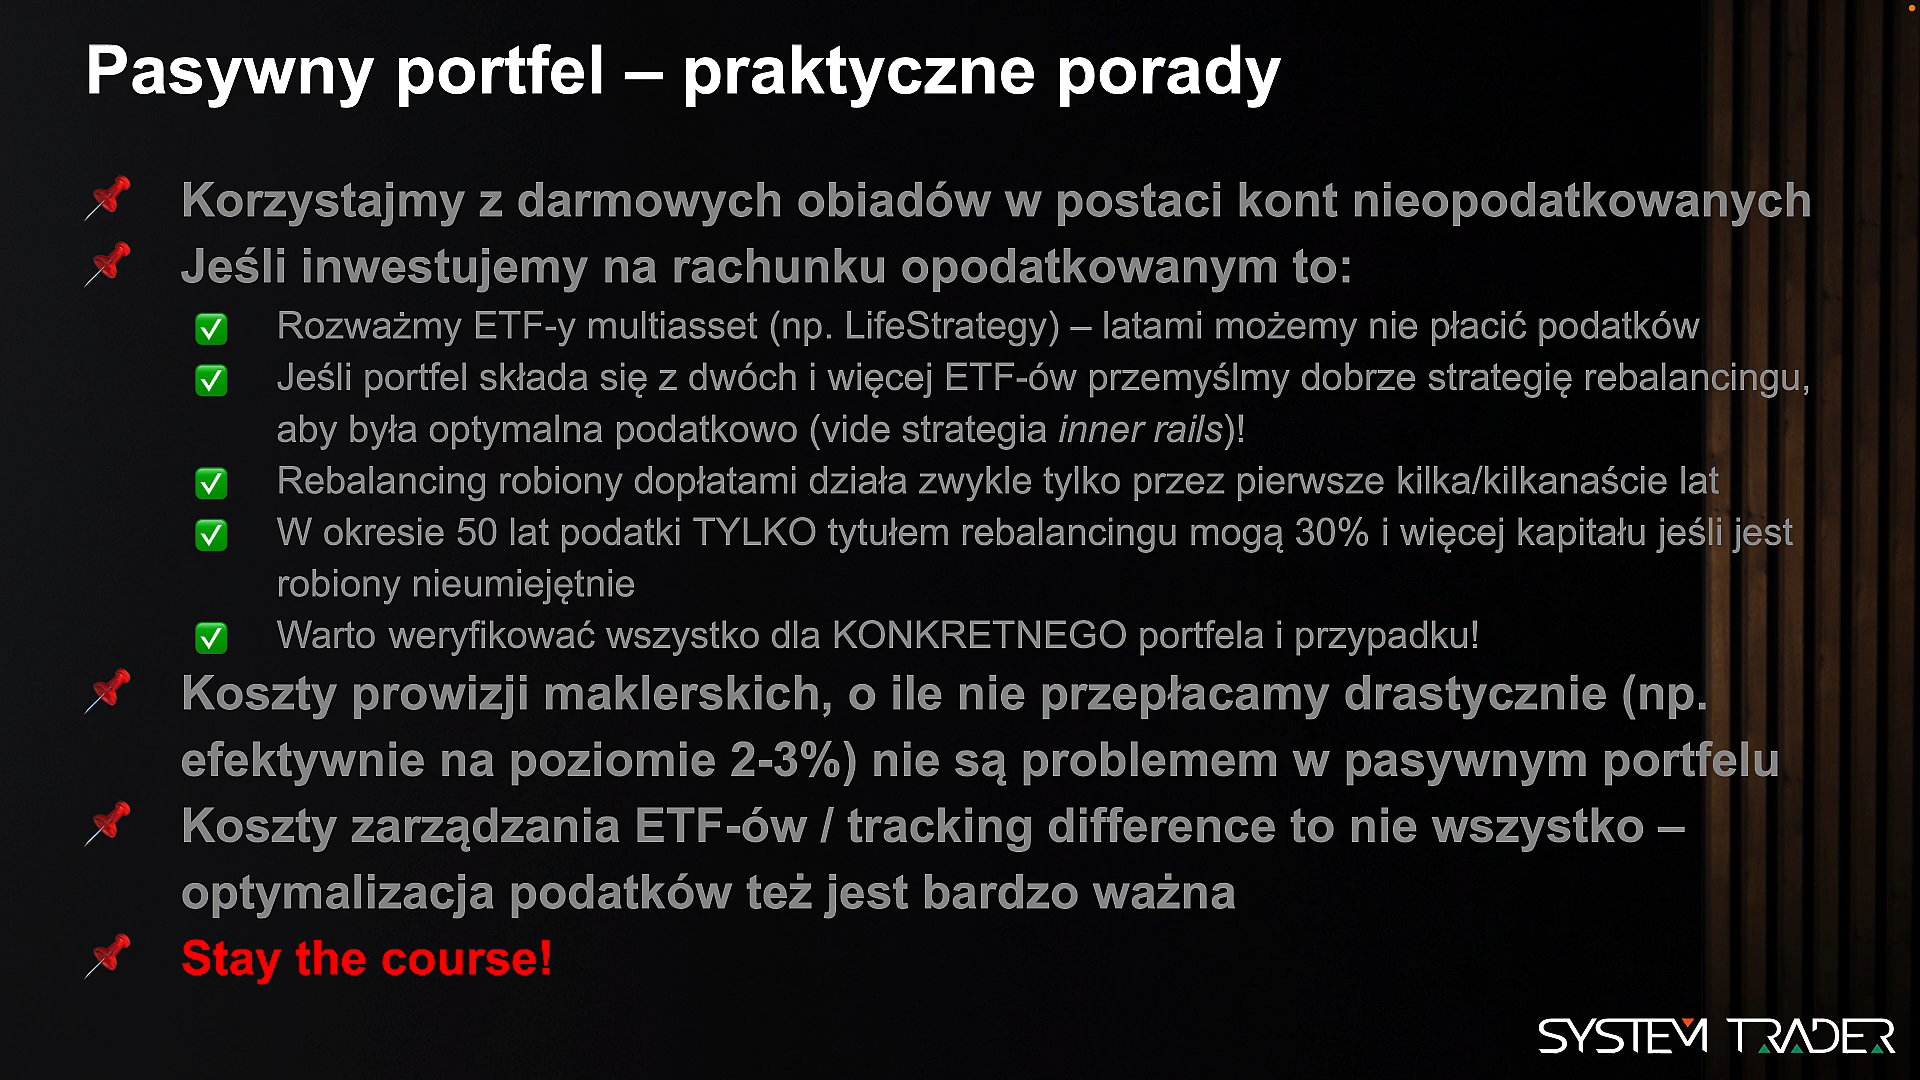 Pasywny portfel – praktyczne porady
Korzystajmy z darmowych obiadów w postaci kont nieopodatkowanych
Jeśli inwestujemy na rachunku opodatkowanym to:
Rozważmy ETF-y multiasset (np. LifeStrategy) – latami możemy nie płacić podatków
Jeśli portfel składa się z dwóch i więcej ETF-ów przemyślmy dobrze strategię rebalancingu,
aby była optymalna podatkowo (vide strategia inner rails)!
Rebalancing robiony dopłatami działa zwykle tylko przez pierwsze kilka/kilkanaście lat
W okresie 50 lat podatki TYLKO tytułem rebalancingu mogą 30% i więcej kapitału jeśli jest
robiony nieumiejętnie
Warto weryfikować wszystko dla KONKRETNEGO portfela i przypadku!
Koszty prowizji maklerskich, o ile nie przepłacamy drastycznie (np.
efektywnie na poziomie 2-3%) nie są problemem w pasywnym portfelu
Koszty zarządzania ETF-ów / tracking difference to nie wszystko –
optymalizacja podatków też jest bardzo ważna
Stay the course!
SYSTEM TRADER